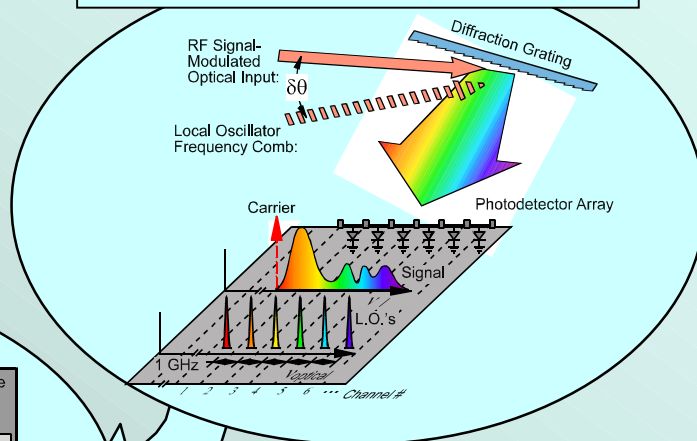 RF Signal-
Modulated
Optical Input:
δθ
Local Oscillator
Frequency Comb:
Diffraction Grating
Photodetector Array
Carrier
Signal
L.O.'s
1 GHz
νoptical
1 2 3 4 5 6 ... Channel #
e